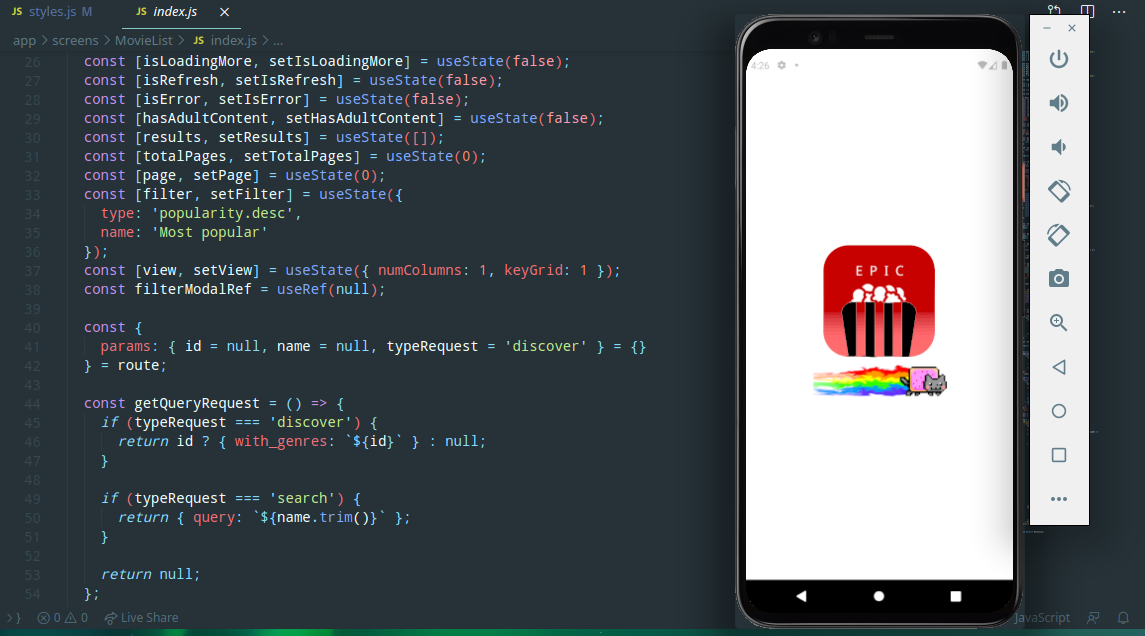 JS styles.js M JS index.js ×
app > screens > MovieList > JS index.js > ...
26 const [isLoadingMore, setIsLoadingMore] = useState(false);
27 const [isRefresh, setIsRefresh] = useState(false);
28 const [isError, setIsError] = useState(false);
29 const [hasAdultContent, setHasAdultContent] = useState(false);
30 const [results, setResults] = useState([]);
31 const [totalPages, setTotalPages] = useState(0);
32 const [page, setPage] = useState(0);
33 const [filter, setFilter] = useState({
34 type: 'popularity.desc',
35 name: 'Most popular'
36 });
37 const [view, setView] = useState({ numColumns: 1, keyGrid: 1 });
38 const filterModalRef = useRef(null);
39
40 const {
41 params: { id = null, name = null, typeRequest = 'discover' } = {}
42 } = route;
43
44 const getQueryRequest = () => {
45 if (typeRequest === 'discover') {
46 return id ? { with_genres: `${id}` } : null;
47 }
48
49 if (typeRequest === 'search') {
50 return { query: `${name.trim()}` };
51 }
52
53 return null;
54 };
0 0 Live Share JavaScript
4:26
EPIC